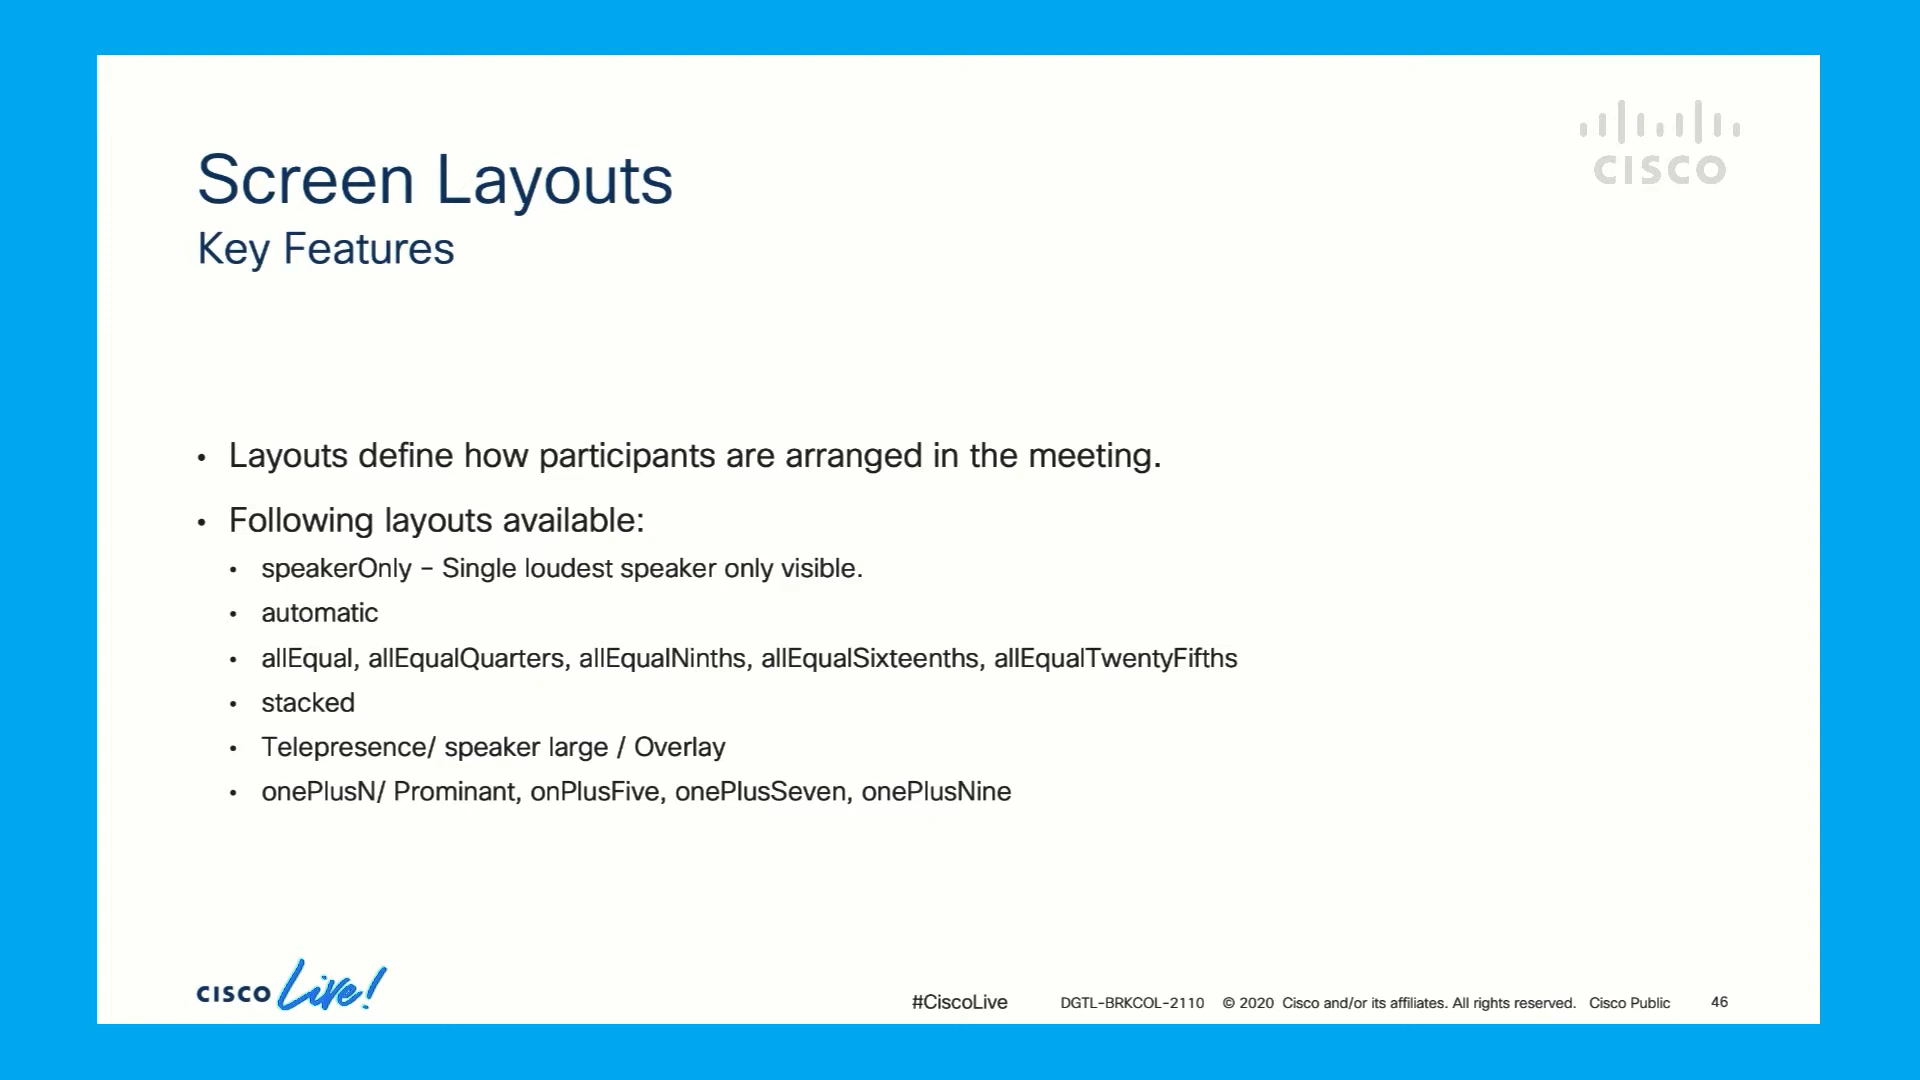 CISCO
Screen Layouts
Key Features
• Layouts define how participants are arranged in the meeting.
• Following layouts available:
• speakerOnly – Single loudest speaker only visible.
• automatic
• allEqual, allEqualQuarters, allEqualNinths, allEqualSixteenths, allEqualTwentyFifths
• stacked
• Telepresence/ speaker large / Overlay
• onePlusN/ Prominant, onPlusFive, onePlusSeven, onePlusNine
CISCO Live!
#CiscoLive DGTL-BRKCOL-2110 © 2020 Cisco and/or its affiliates. All rights reserved. Cisco Public 46